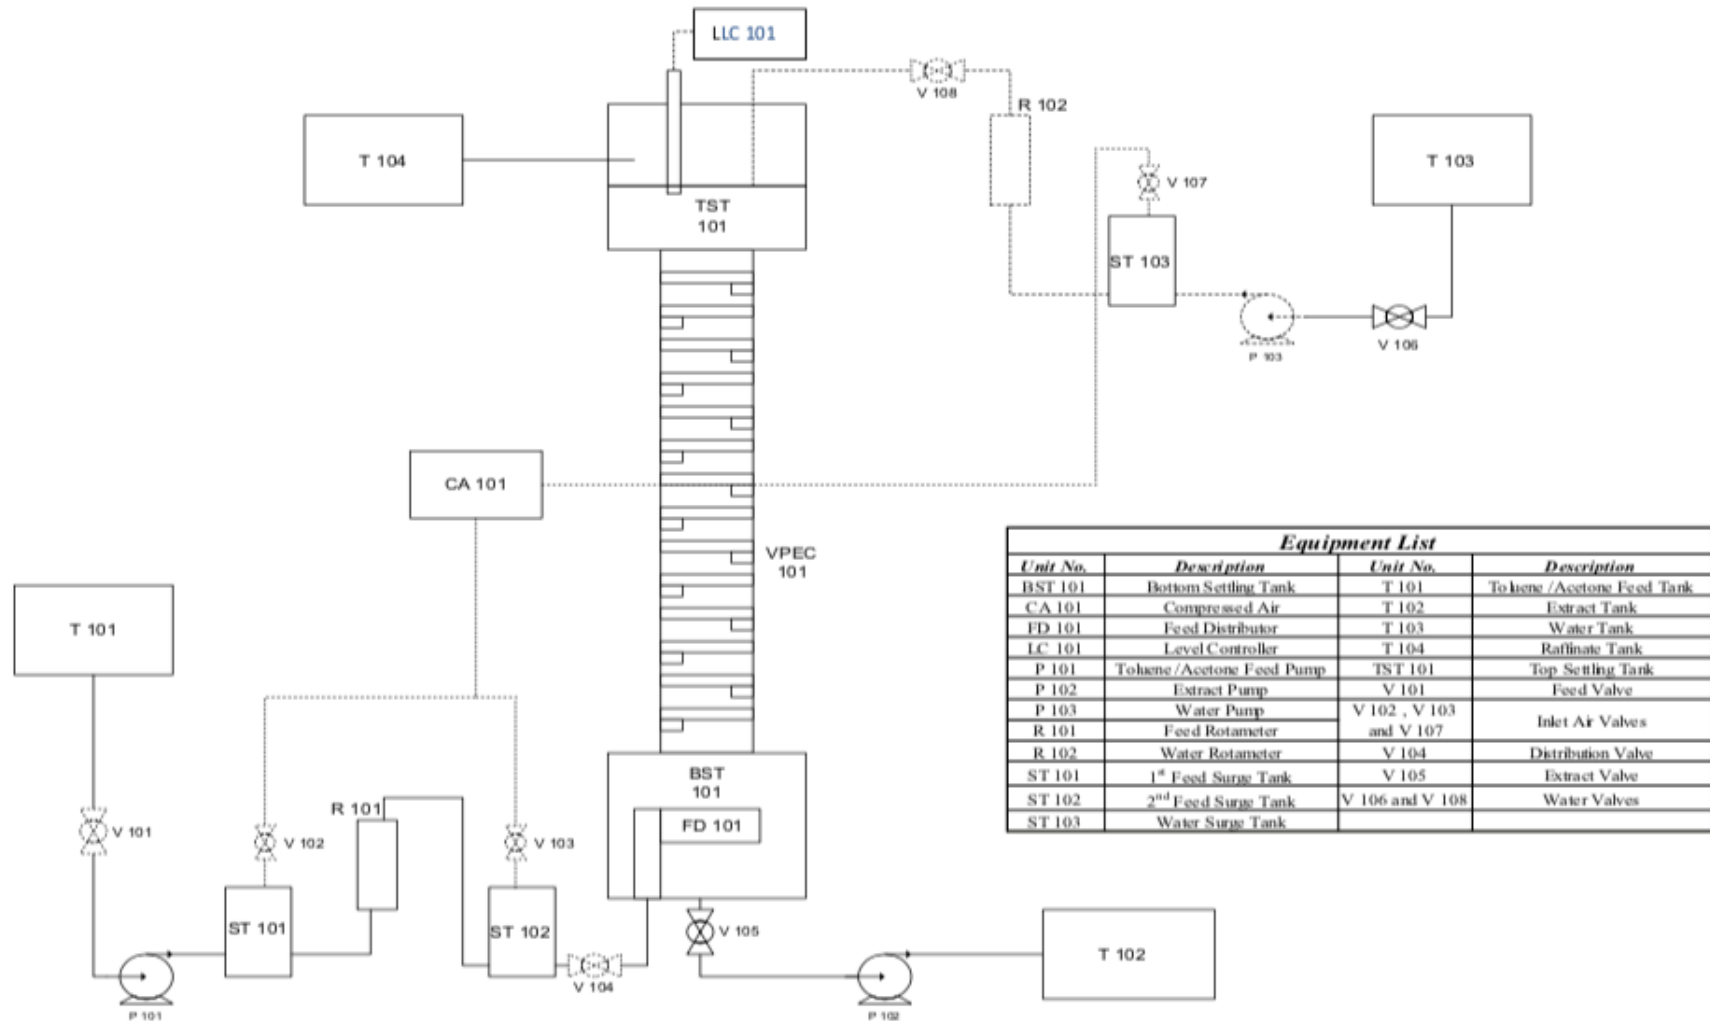 LLC 101
V 108
R 102
T 104
T 103
V 107
TST
101
ST 103
V 106
P 103
CA 101
VPEC
101
T 101
BST
101
R 101
FD 101
V 101
V 102
V 103
ST 101
ST 102
V 105
V 104
T 102
P 101
P 102
Equipment List
Unit No. Description Unit No. Description
BST 101 Bottom Settling Tank T 101 Toluene /Acetone Feed Tank
CA 101 Compressed Air T 102 Extract Tank
FD 101 Feed Distributor T 103 Water Tank
LC 101 Level Controller T 104 Raffinate Tank
P 101 Toluene /Acetone Feed Pump TST 101 Top Settling Tank
P 102 Extract Pump V 101 Feed Valve
P 103 Water Pump V 102 , V 103 Inlet Air Valves
R 101 Feed Rotameter and V 107
R 102 Water Rotameter V 104 Distribution Valve
ST 101 1st Feed Surge Tank V 105 Extract Valve
ST 102 2nd Feed Surge Tank V 106 and V 108 Water Valves
ST 103 Water Surge Tank